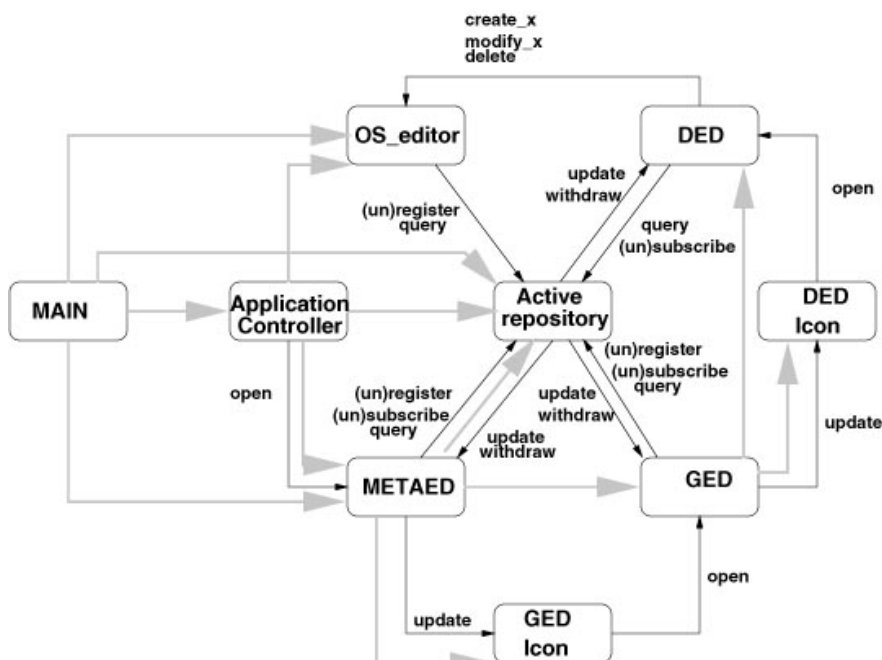 create_x
modify_x
delete
OS_editor
DED
update
withdraw
open
(un)register
query
query
(un)subscribe
MAIN
Application
Controller
Active
repository
DED
Icon
open
(un)register
(un)subscribe
query
update
withdraw
update
withdraw
(un)register
(un)subscribe
query
update
METAED
GED
open
update
GED
Icon